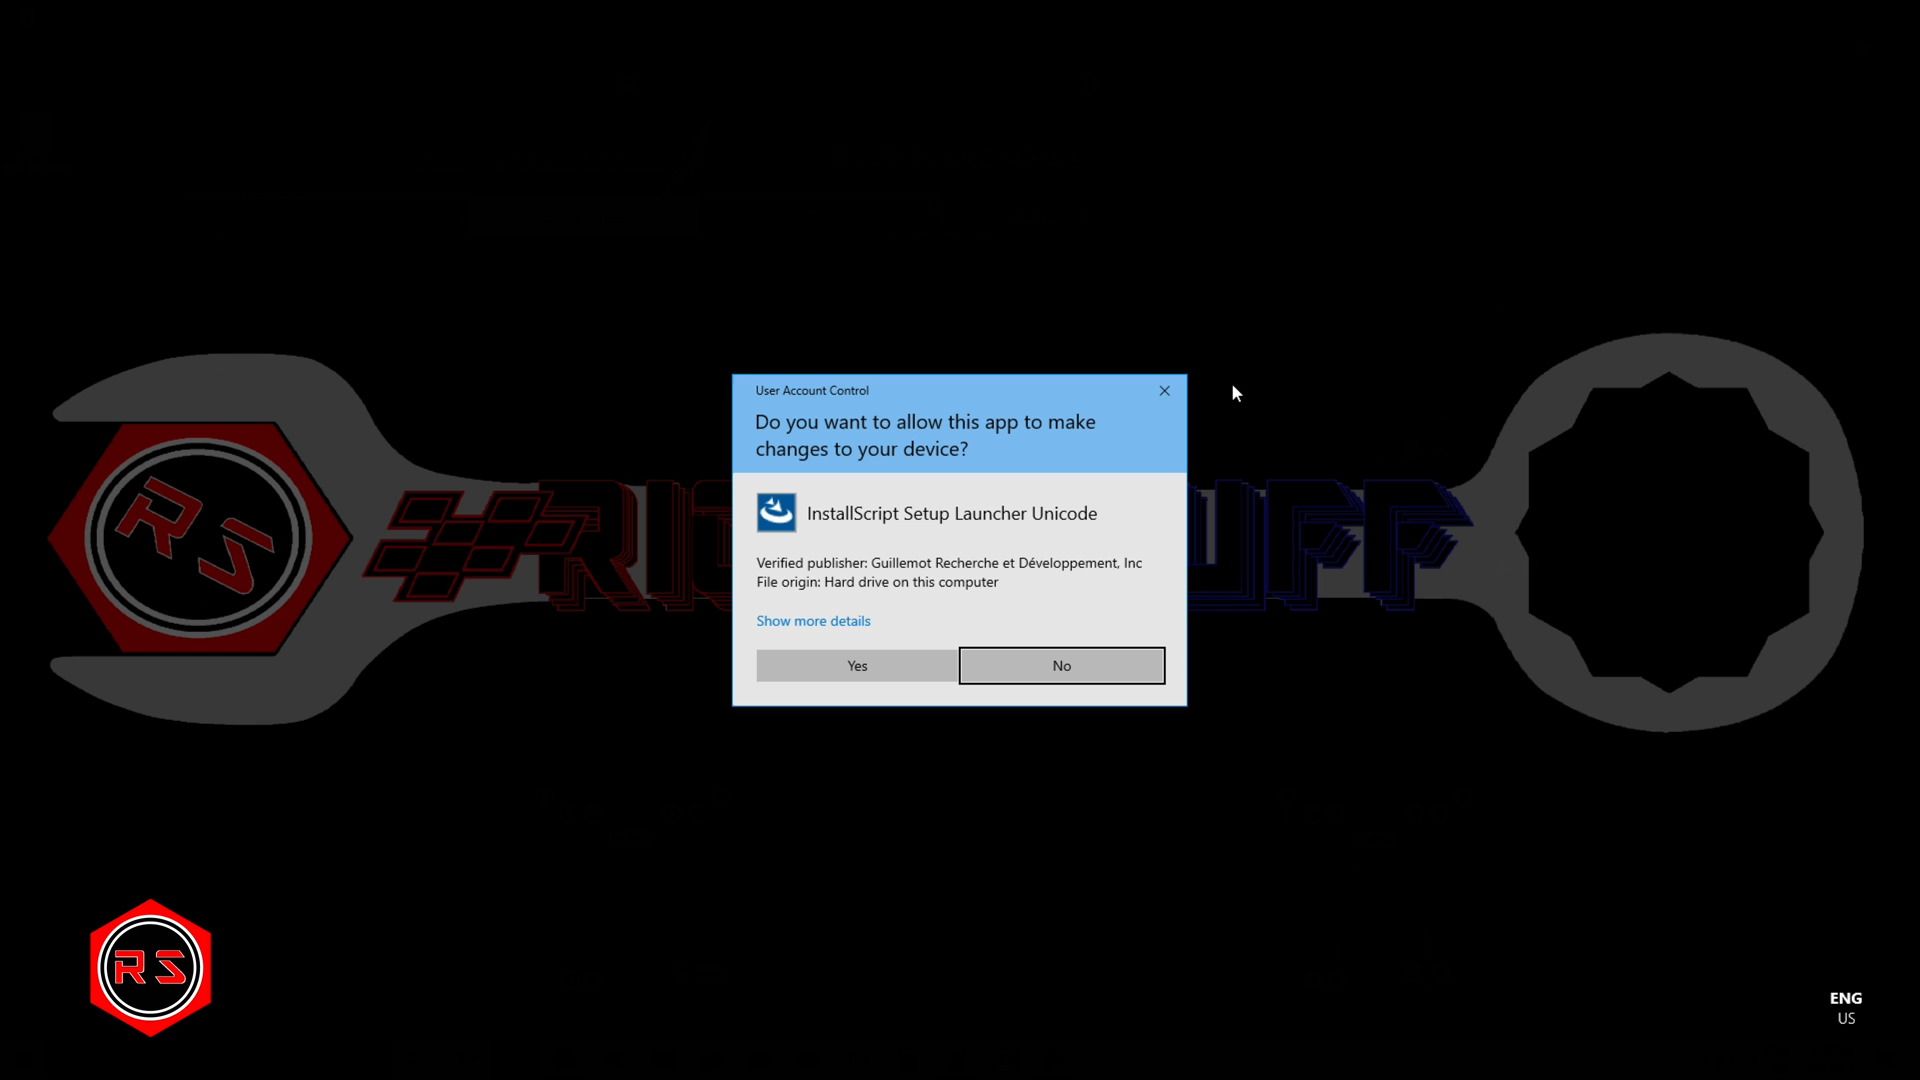 User Account Control
Do you want to allow this app to make
changes to your device?
InstallScript Setup Launcher Unicode
Verified publisher: Guillemot Recherche et Développement, Inc
File origin: Hard drive on this computer
Show more details
Yes
No
RS
RI
UFF
RS
ENG
US